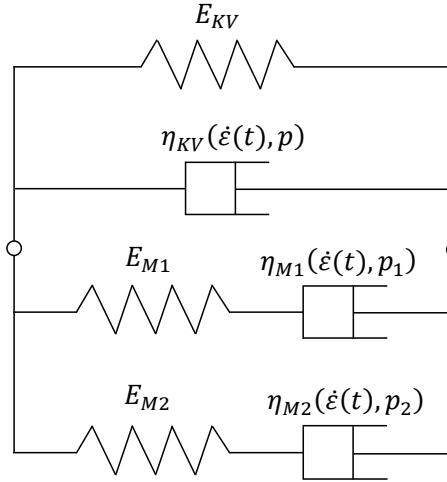 E_{KV}
η_{KV}(ε̇(t), p)
E_{M1}
η_{M1}(ε̇(t), p_1)
E_{M2}
η_{M2}(ε̇(t), p_2)